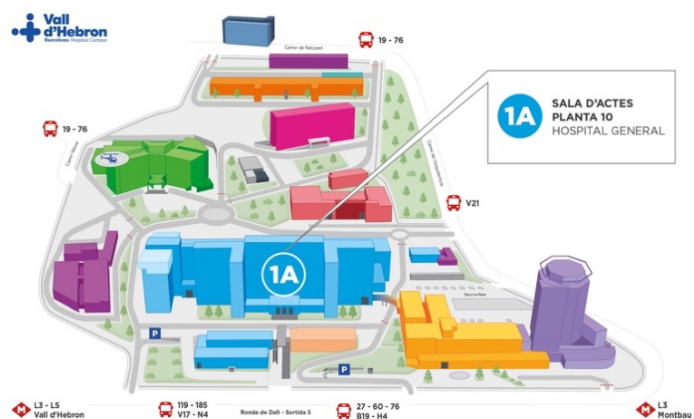 Vall
d'Hebron
Barcelona Hospital Campus
19 - 76
19 - 76
1A
SALA D'ACTES
PLANTA 10
HOSPITAL GENERAL
V21
1A
P
P
L3 - L5
Vall d'Hebron
119 - 185
V17 - N4
Ronda de Dalt - Sortida 5
27 - 60 - 76
B19 - H4
L3
Montbau